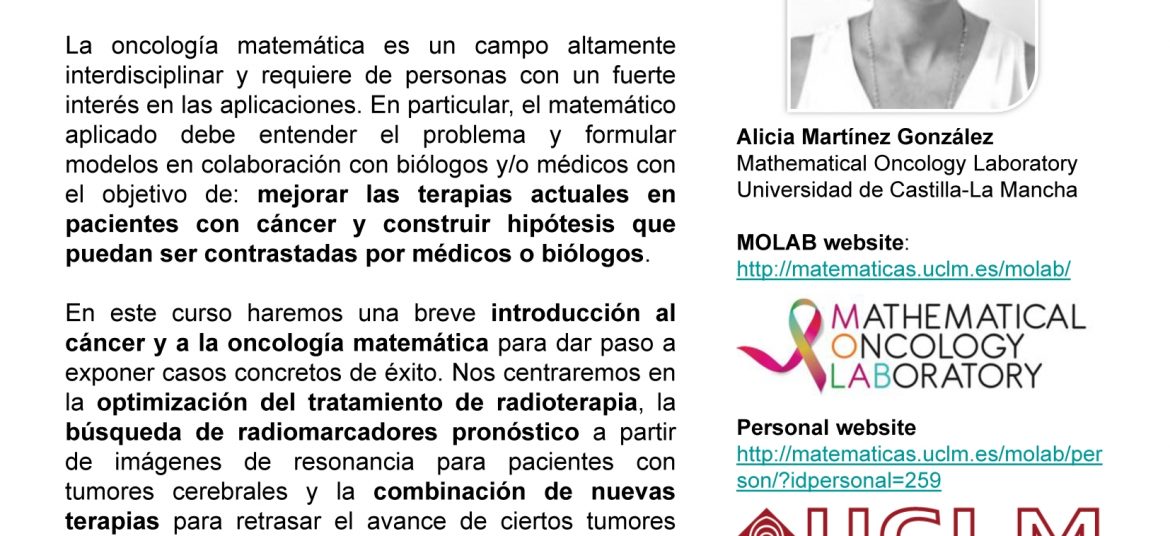 La oncología matemática es un campo altamente
interdisciplinar y requiere de personas con un fuerte
interés en las aplicaciones. En particular, el matemático
aplicado debe entender el problema y formular
modelos en colaboración con biólogos y/o médicos con
el objetivo de: mejorar las terapias actuales en
pacientes con cáncer y construir hipótesis que
puedan ser contrastadas por médicos o biólogos.
En este curso haremos una breve introducción al
cáncer y a la oncología matemática para dar paso a
exponer casos concretos de éxito. Nos centraremos en
la optimización del tratamiento de radioterapia, la
búsqueda de radiomarcadores pronóstico a partir
de imágenes de resonancia para pacientes con
tumores cerebrales y la combinación de nuevas
terapias para retrasar el avance de ciertos tumores
Alicia Martínez González
Mathematical Oncology Laboratory
Universidad de Castilla-La Mancha
MOLAB website:
http://matematicas.uclm.es/molab/
MATHEMATICAL
ONCOLOGY
LABORATORY
Personal website
http://matematicas.uclm.es/molab/per
son/?idpersonal=259
UCLM